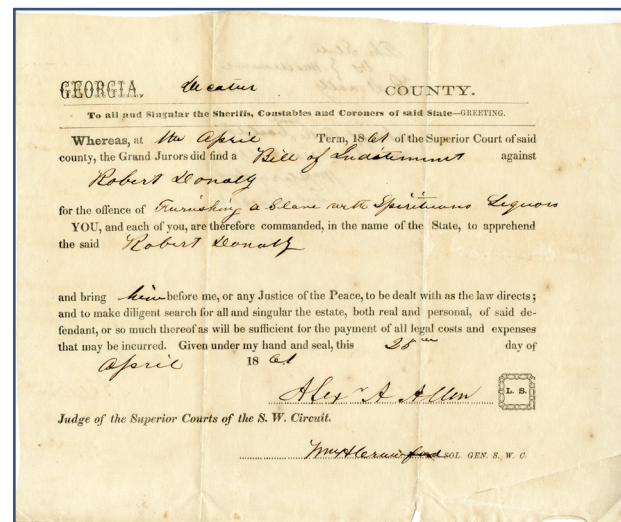 GEORGIA, Decatur COUNTY.
To all and Singular the Sheriffs, Constables and Coroners of said State—GREETING.
Whereas, at the April Term, 1861 of the Superior Court of said
county, the Grand Jurors did find a Bill of Indictment against
Robert Donally
for the offence of Furnishing a Slave with Spirituous Liquors
YOU, and each of you, are therefore commanded, in the name of the State, to apprehend
the said Robert Donally
and bring him before me, or any Justice of the Peace, to be dealt with as the law directs;
and to make diligent search for all and singular the estate, both real and personal, of said de-
fendant, or so much thereof as will be sufficient for the payment of all legal costs and expenses
that may be incurred. Given under my hand and seal, this 25th day of
April 1861
Alexr A Allen L. S.
Judge of the Superior Courts of the S. W. Circuit.
Crawford SOL. GEN. S. W. C.